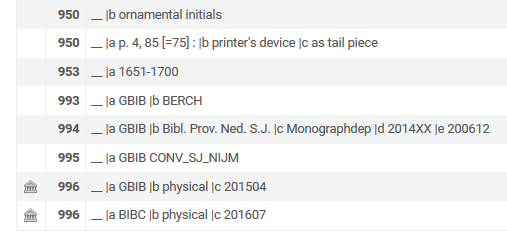 950 __ |b ornamental initials
950 __ |a p. 4, 85 [=75] : |b printer's device |c as tail piece
953 __ |a 1651-1700
993 __ |a GBIB |b BERCH
994 __ |a GBIB |b Bibl. Prov. Ned. S.J. |c Monographdep |d 2014XX |e 200612
995 __ |a GBIB CONV_SJ_NIJM
996 __ |a GBIB |b physical |c 201504
996 __ |a BIBC |b physical |c 201607